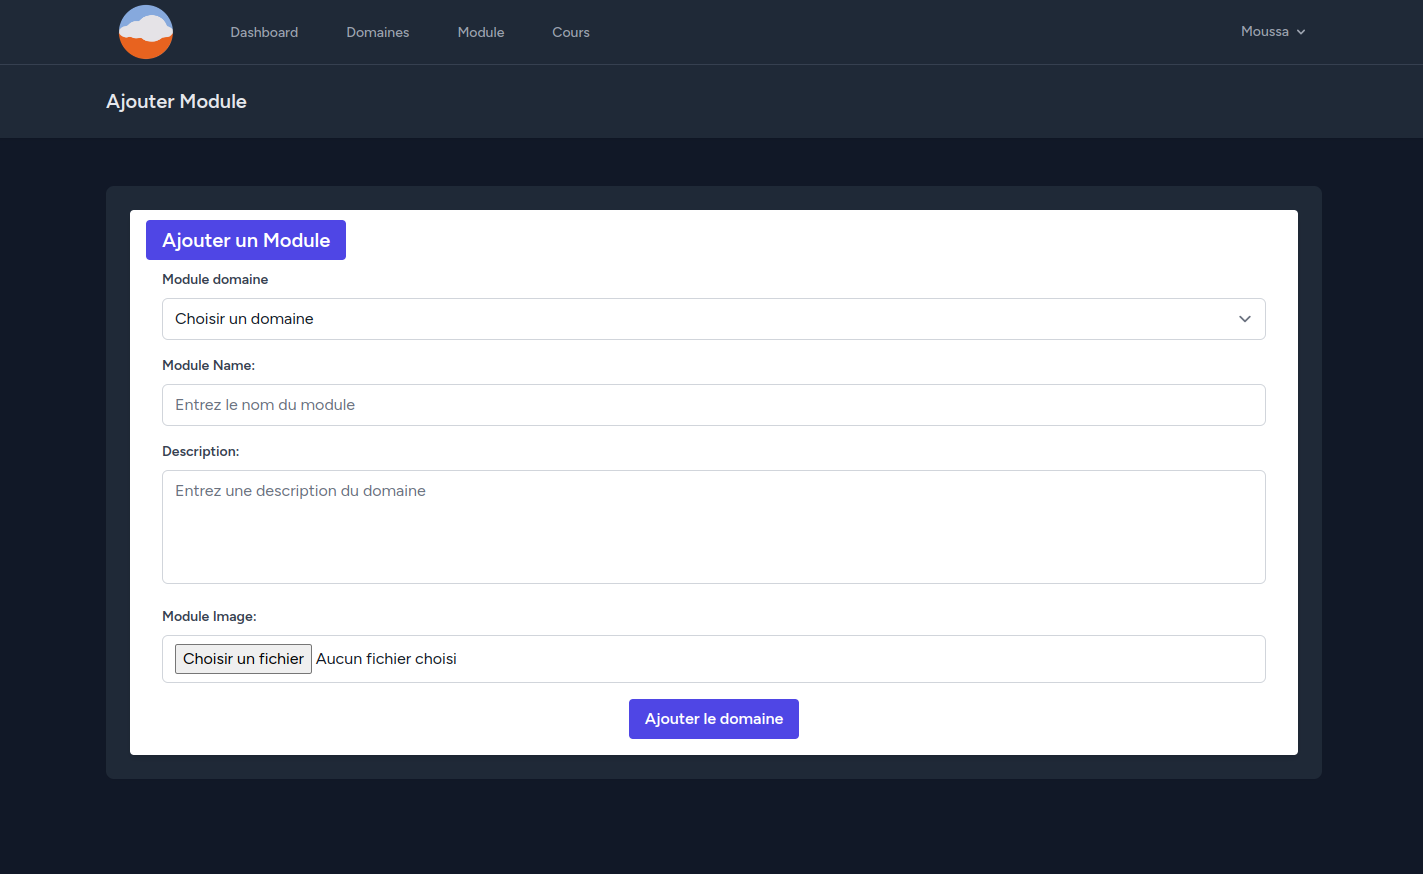 Dashboard Domaines Module Cours Moussa
Ajouter Module
Ajouter un Module
Module domaine
Choisir un domaine
Module Name:
Entrez le nom du module
Description:
Entrez une description du domaine
Module Image:
Choisir un fichier Aucun fichier choisi
Ajouter le domaine